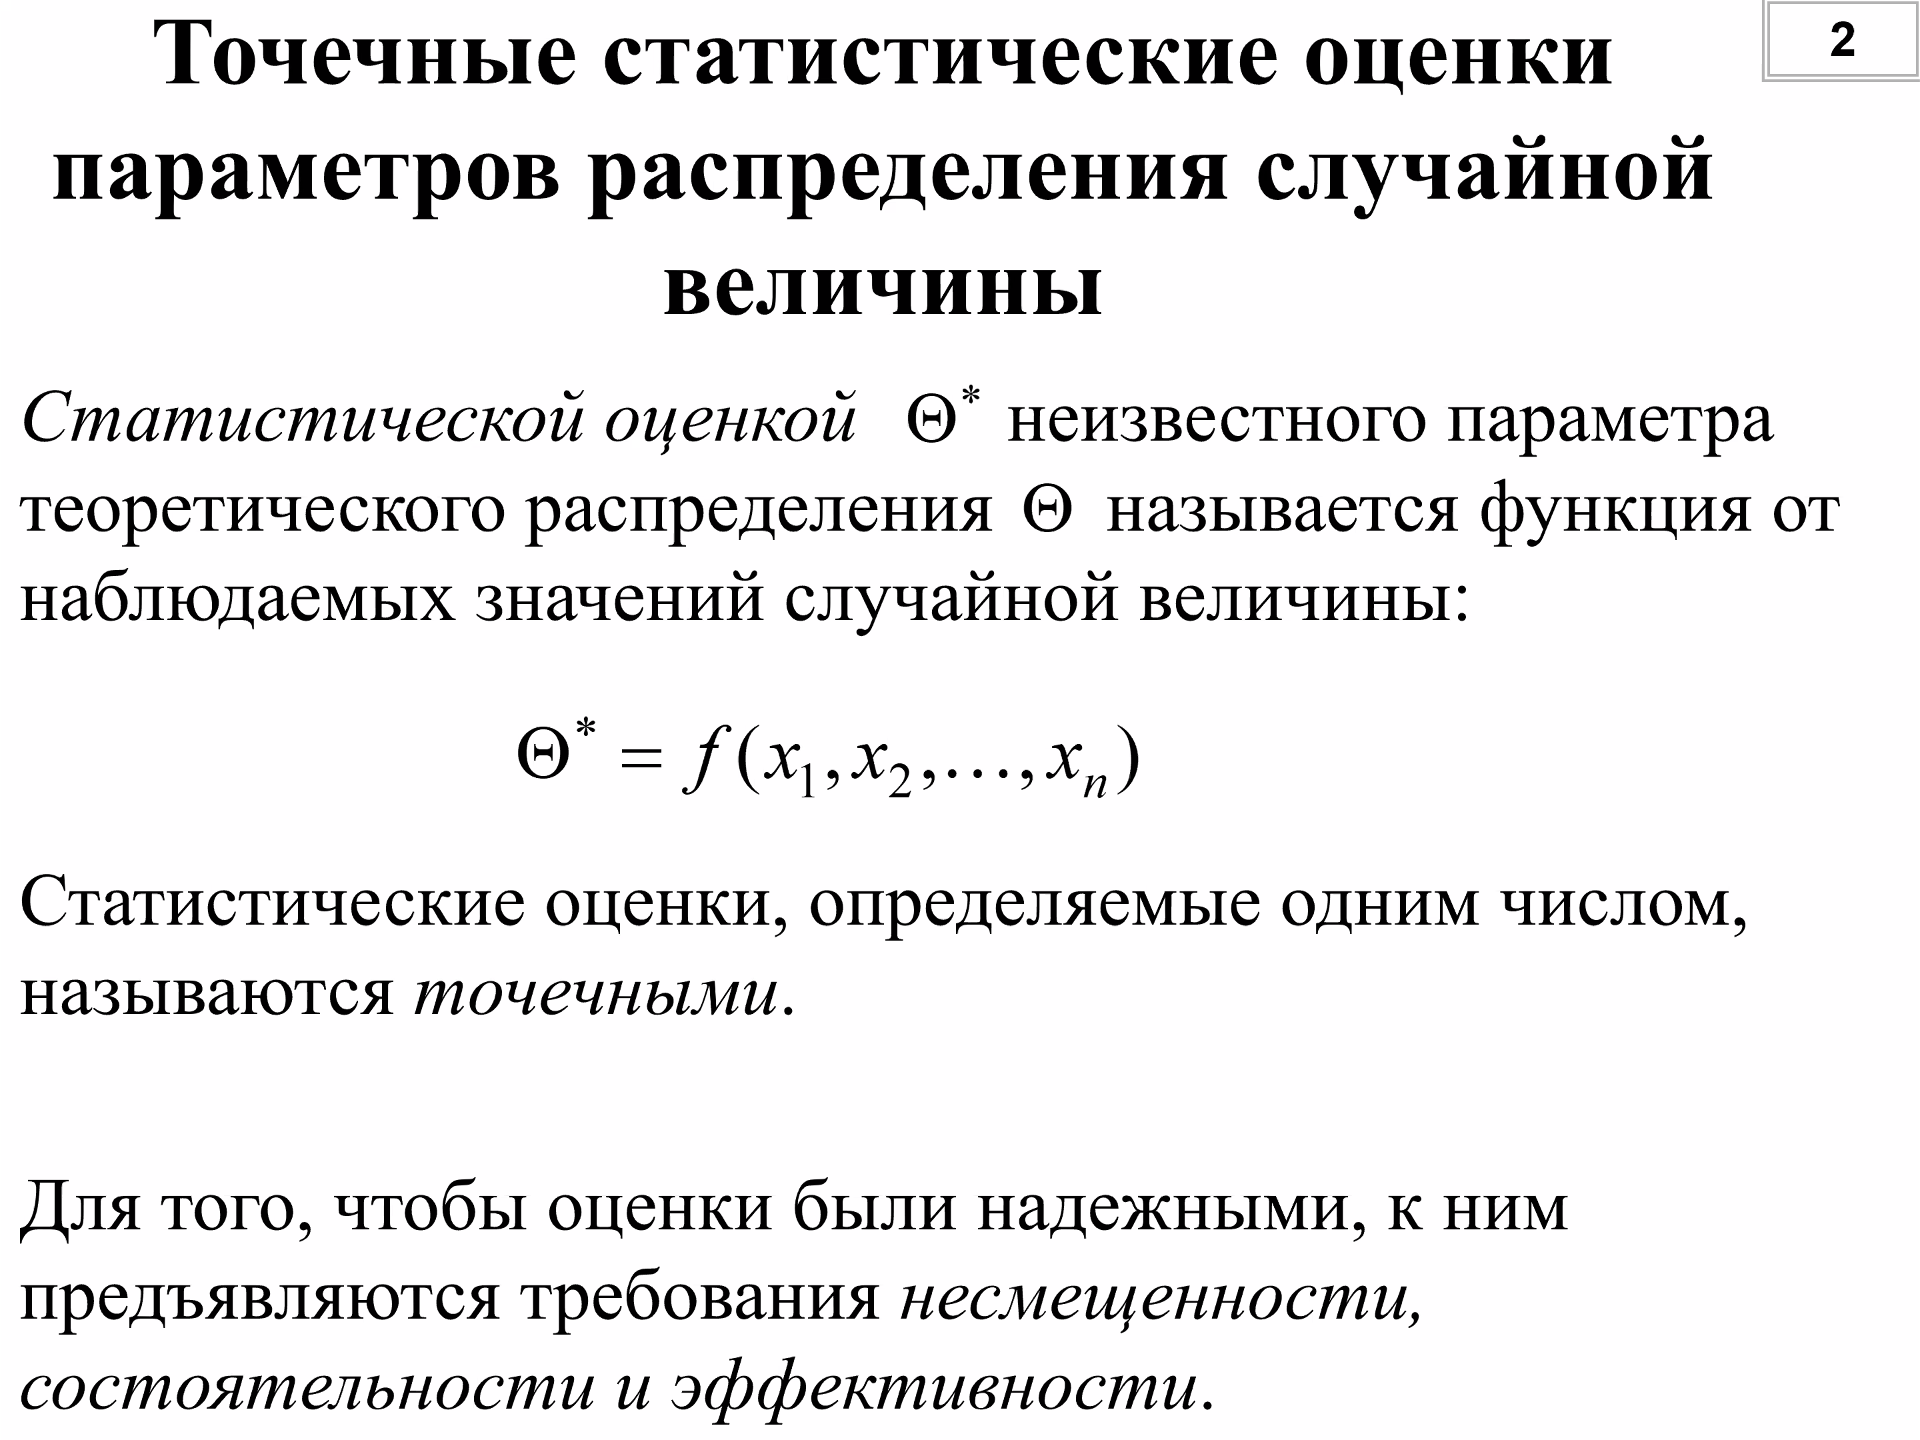 Точечные статистические оценки
2
параметров распределения случайной
величины
Статистической оценкой Θ* неизвестного параметра
теоретического распределения Θ называется функция от
наблюдаемых значений случайной величины:
Θ* = f(x₁, x₂,…, xₙ)
Статистические оценки, определяемые одним числом,
называются точечными.
Для того, чтобы оценки были надежными, к ним
предъявляются требования несмещенности,
состоятельности и эффективности.